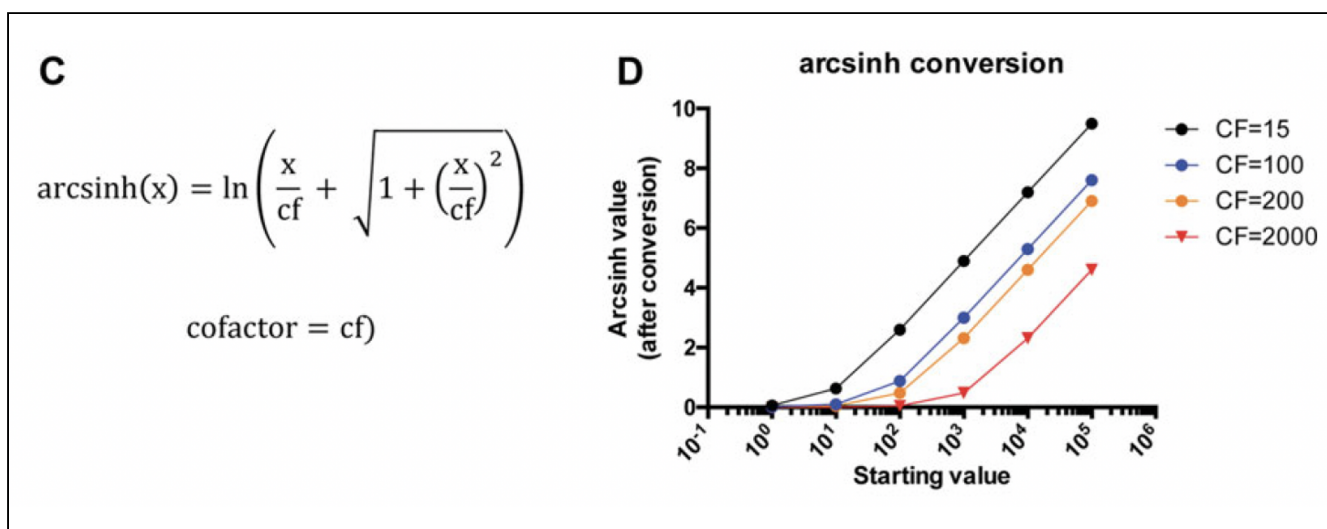 C
arcsinh(x) = ln(x/cf + √(1 + (x/cf)²))
cofactor = cf)
D
arcsinh conversion
Arcsinh value
(after conversion)
10
8
6
4
2
0
10⁻¹
10⁰
10¹
10²
10³
10⁴
10⁵
10⁶
Starting value
CF=15
CF=100
CF=200
CF=2000